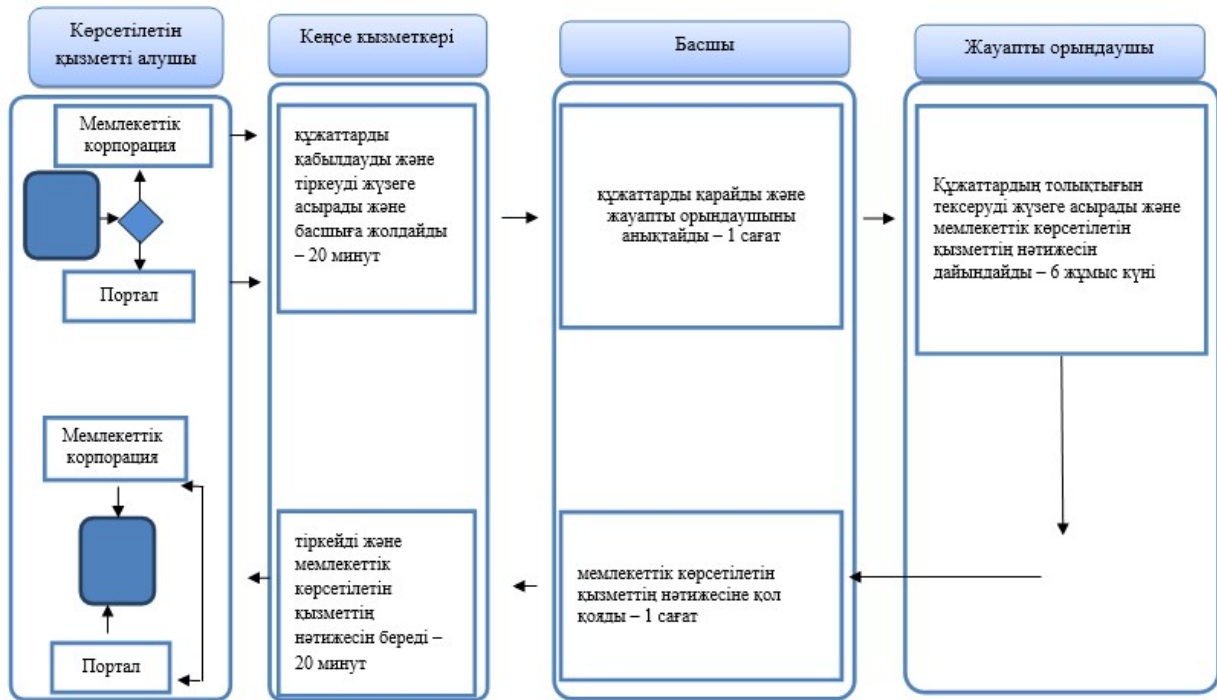 Көрсетілетін
қызметті алушы
Кеңсе кызметкері
Басшы
Жауапты орындаушы
Мемлекеттік
корпорация
Портал
құжаттарды
қабылдауды және
тіркеуді жүзеге
асырады және
басшыға жолдайды
– 20 минут
құжаттарды қарайды және
жауапты орындаушыны
анықтайды – 1 сағат
Құжаттардың толықтығын
тексеруді жүзеге асырады және
мемлекеттік көрсетілетін
қызметтің нәтижесін
дайындайды – 6 жұмыс күні
Мемлекеттік
корпорация
Портал
тіркейді және
мемлекеттік
көрсетілетін
қызметтің
нәтижесін береді –
20 минут
мемлекеттік көрсетілетін
қызметтің нәтижесіне қол
қояды – 1 сағат